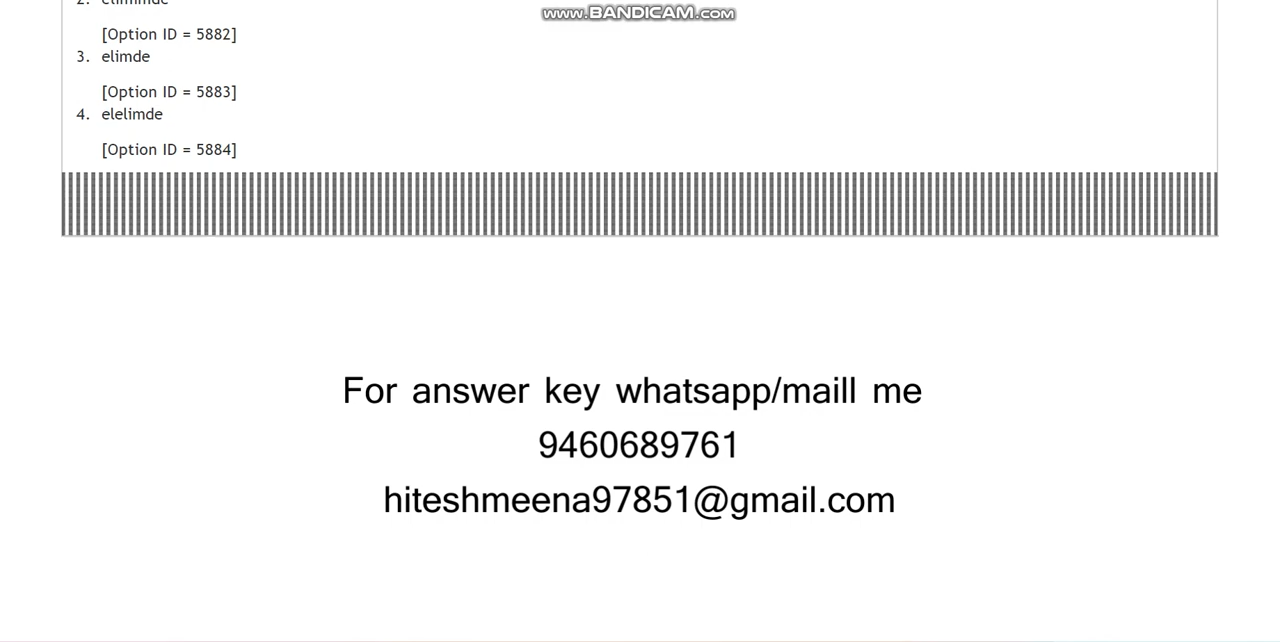 www.BANDICAM.com
2.
[Option ID = 5882]
3. elimde
[Option ID = 5883]
4. elelimde
[Option ID = 5884]
For answer key whatsapp/maill me
9460689761
hiteshmeena97851@gmail.com